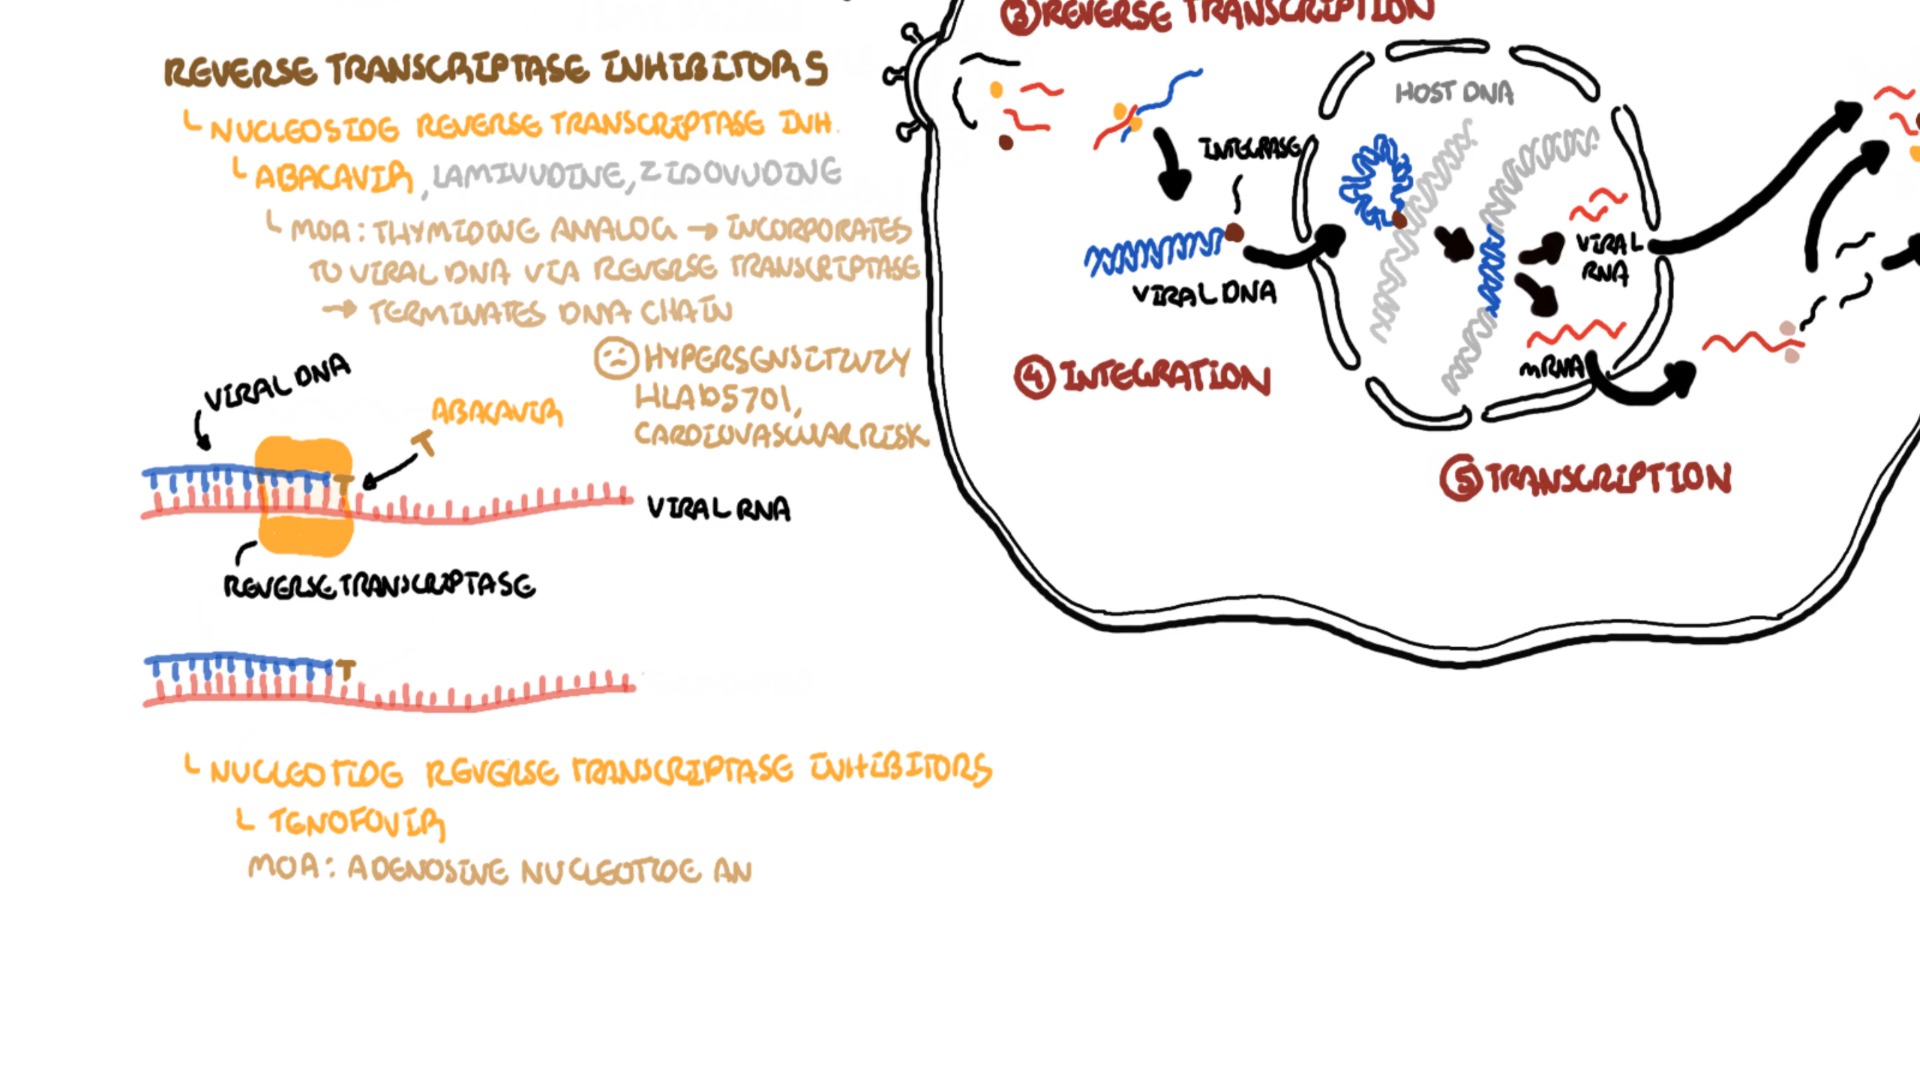 REVERSE TRANSCRIPTASE INHIBITORS
NUCLEOSIDE REVERSE TRANSCRIPTASE INH.
ABACAVIR, LAMIVUDINE, ZIDOVUDINE
MOA: THYMIDINE ANALOG → INCORPORATES
TO VIRAL DNA VIA REVERSE TRANSCRIPTASE
→ TERMINATES DNA CHAIN
HYPERSENSITIVIY
HLAb5701,
CARDIOVASCULAR RISK
VIRAL DNA
ABACAVIR
T
T
VIRAL RNA
REVERSE TRANSCRIPTASE
T
NUCLEOTIDE REVERSE TRANSCRIPTASE INHIBITORS
TENOFOVIR
MOA: ADENOSINE NUCLEOTIDE AN
③ REVERSE TRANSCRIPTION
HOST DNA
INTEGRASE
VIRAL DNA
VIRAL
RNA
mRNA
④ INTEGRATION
⑤ TRANSCRIPTION